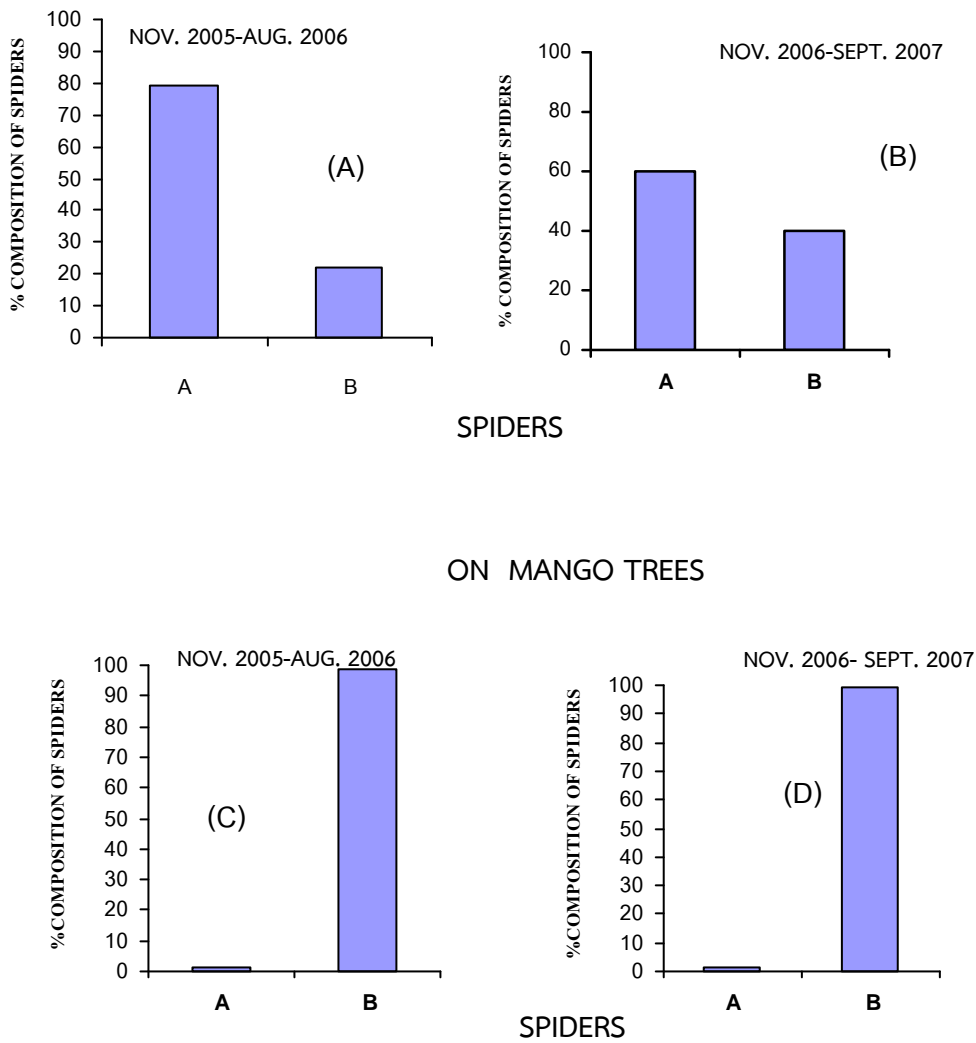 NOV. 2005-AUG. 2006
% COMPOSITION OF SPIDERS
100
90
80
70
60
50
40
30
20
10
0
(A)
A B
NOV. 2006-SEPT. 2007
% COMPOSITION OF SPIDERS
100
80
60
40
20
0
(B)
A B
SPIDERS
ON MANGO TREES
NOV. 2005-AUG. 2006
%COMPOSITION OF SPIDERS
100
90
80
70
60
50
40
30
20
10
0
(C)
A B
NOV. 2006- SEPT. 2007
%COMPOSITION OF SPIDERS
100
90
80
70
60
50
40
30
20
10
0
(D)
A B
SPIDERS